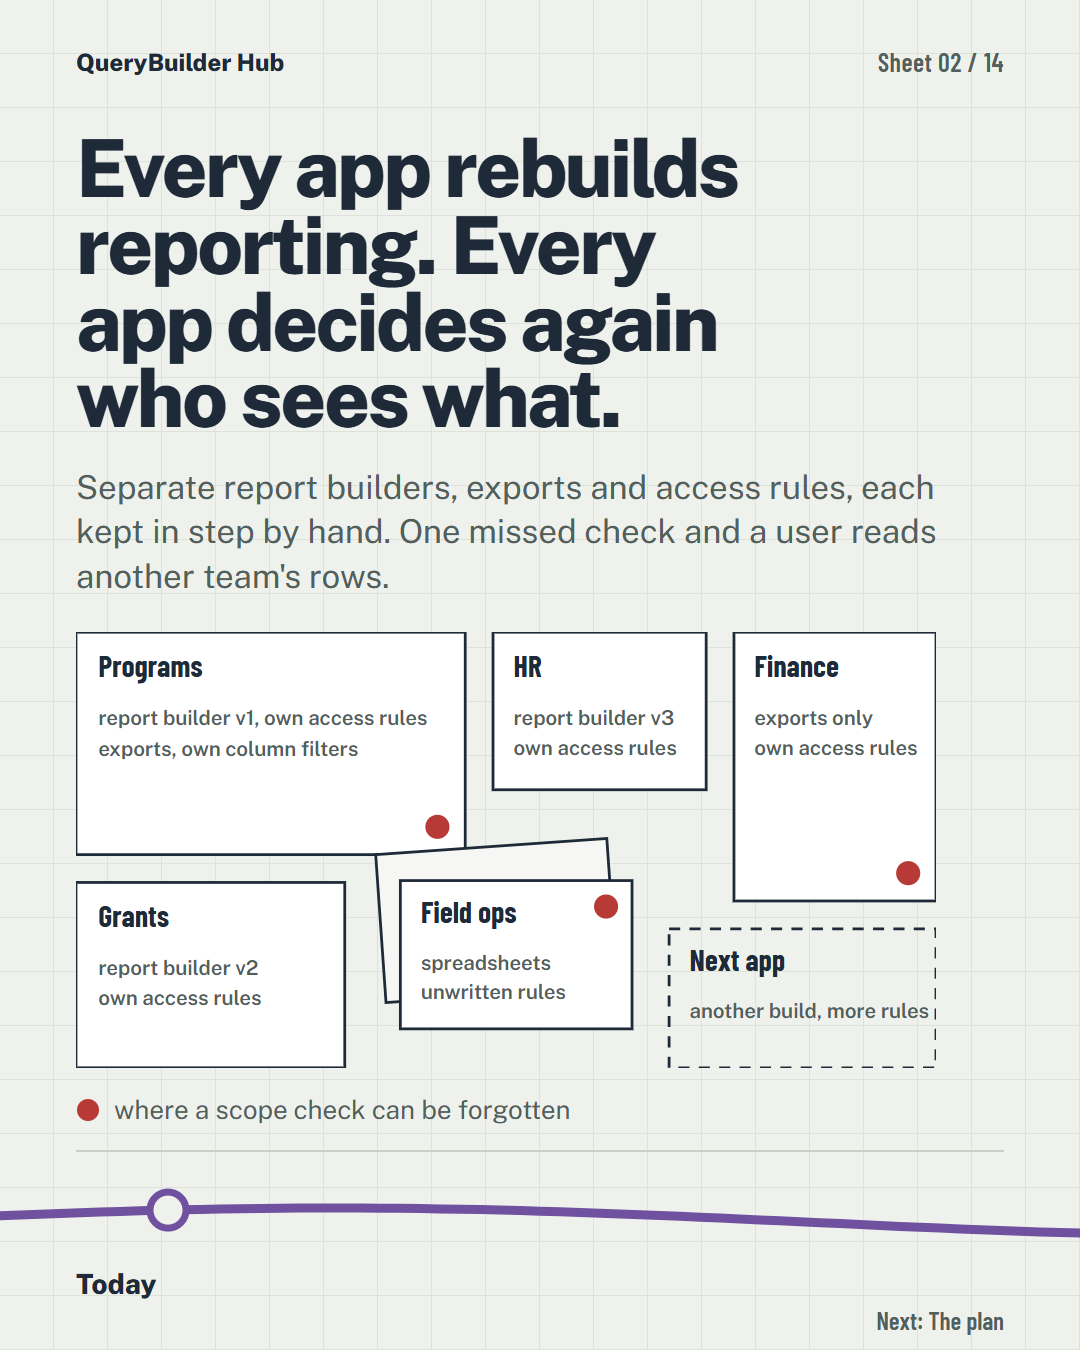 QueryBuilder Hub
Sheet 02 / 14
Every app rebuilds
reporting. Every
app decides again
who sees what.
Separate report builders, exports and access rules, each
kept in step by hand. One missed check and a user reads
another team's rows.
Programs
report builder v1, own access rules
exports, own column filters
HR
report builder v3
own access rules
Finance
exports only
own access rules
Grants
report builder v2
own access rules
Field ops
spreadsheets
unwritten rules
Next app
another build, more rules
where a scope check can be forgotten
Today
Next: The plan